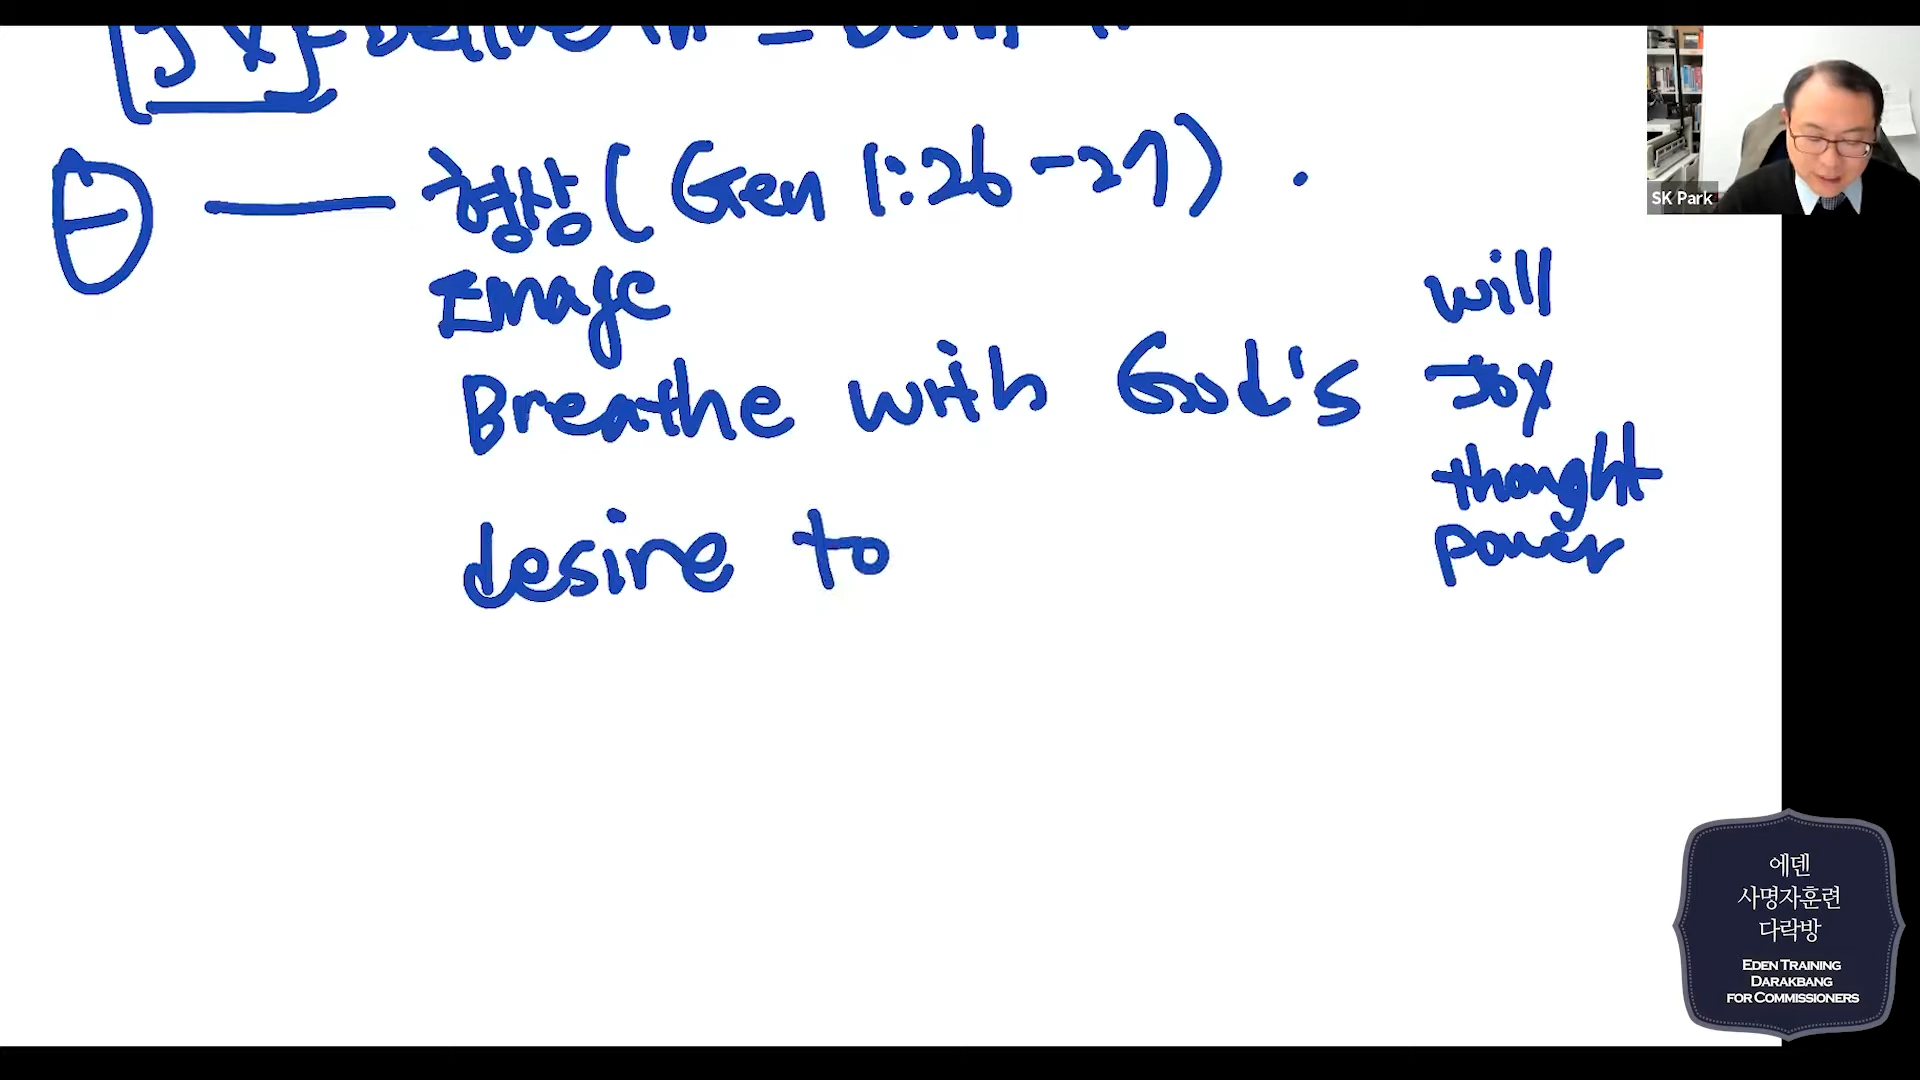 형상 (Gen 1:26-27) .
Image
Breathe with God's
will
Joy
thought
power
desire to
SK Park
에덴
사명자훈련
다락방
EDEN TRAINING
DARAKBANG
FOR COMMISSIONERS